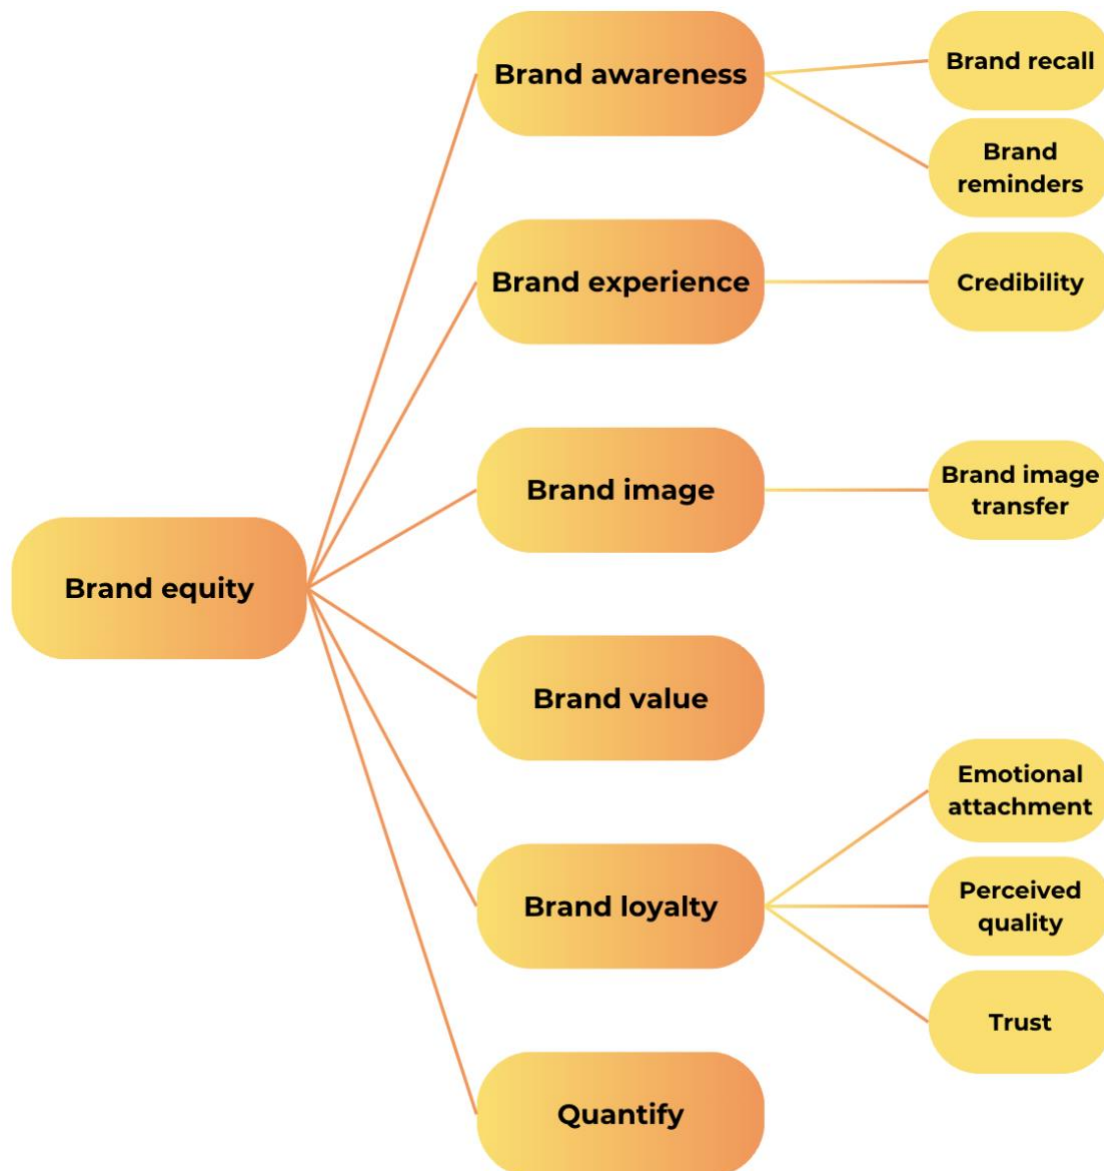 Brand awareness
Brand recall
Brand
reminders
Brand experience
Credibility
Brand image
Brand image
transfer
Brand equity
Brand value
Emotional
attachment
Brand loyalty
Perceived
quality
Trust
Quantify